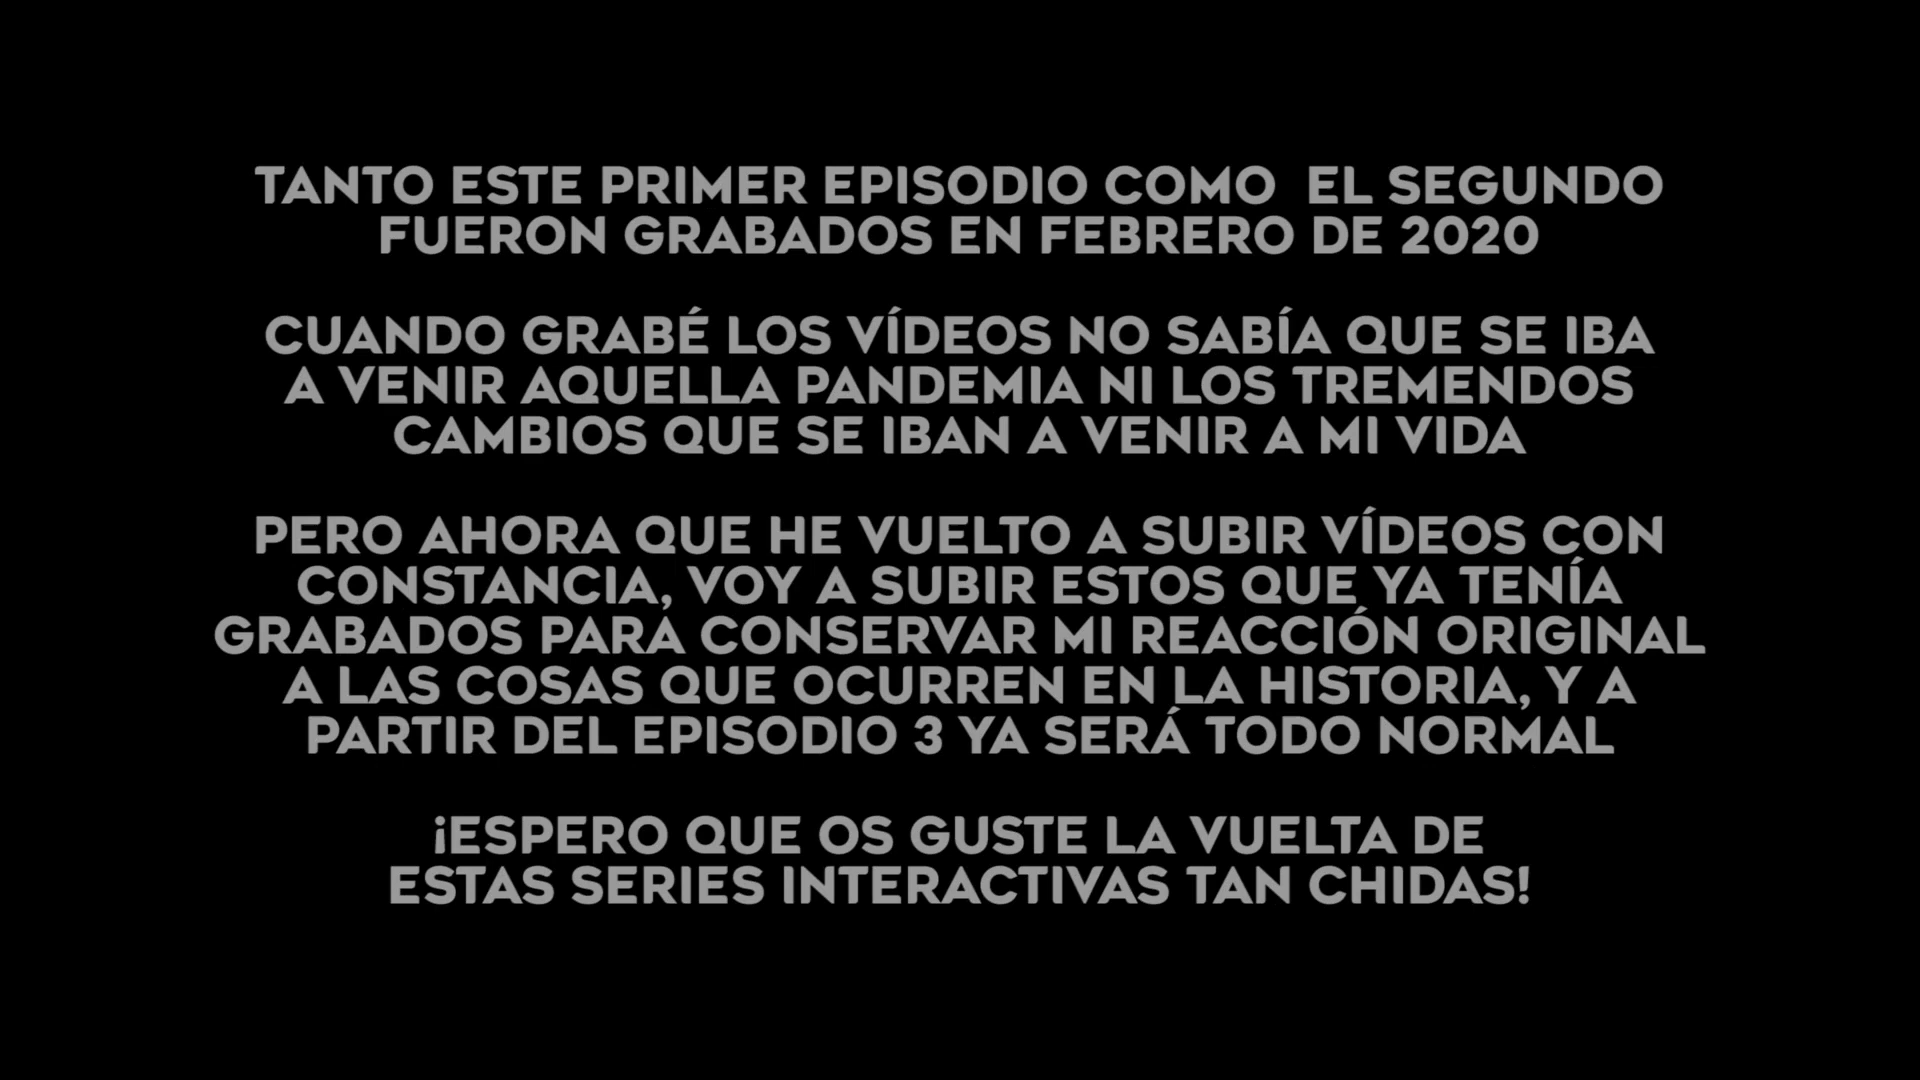 TANTO ESTE PRIMER EPISODIO COMO EL SEGUNDO
FUERON GRABADOS EN FEBRERO DE 2020
CUANDO GRABÉ LOS VÍDEOS NO SABÍA QUE SE IBA
A VENIR AQUELLA PANDEMIA NI LOS TREMENDOS
CAMBIOS QUE SE IBAN A VENIR A MI VIDA
PERO AHORA QUE HE VUELTO A SUBIR VÍDEOS CON
CONSTANCIA, VOY A SUBIR ESTOS QUE YA TENÍA
GRABADOS PARA CONSERVAR MI REACCIÓN ORIGINAL
A LAS COSAS QUE OCURREN EN LA HISTORIA, Y A
PARTIR DEL EPISODIO 3 YA SERÁ TODO NORMAL
¡ESPERO QUE OS GUSTE LA VUELTA DE
ESTAS SERIES INTERACTIVAS TAN CHIDAS!